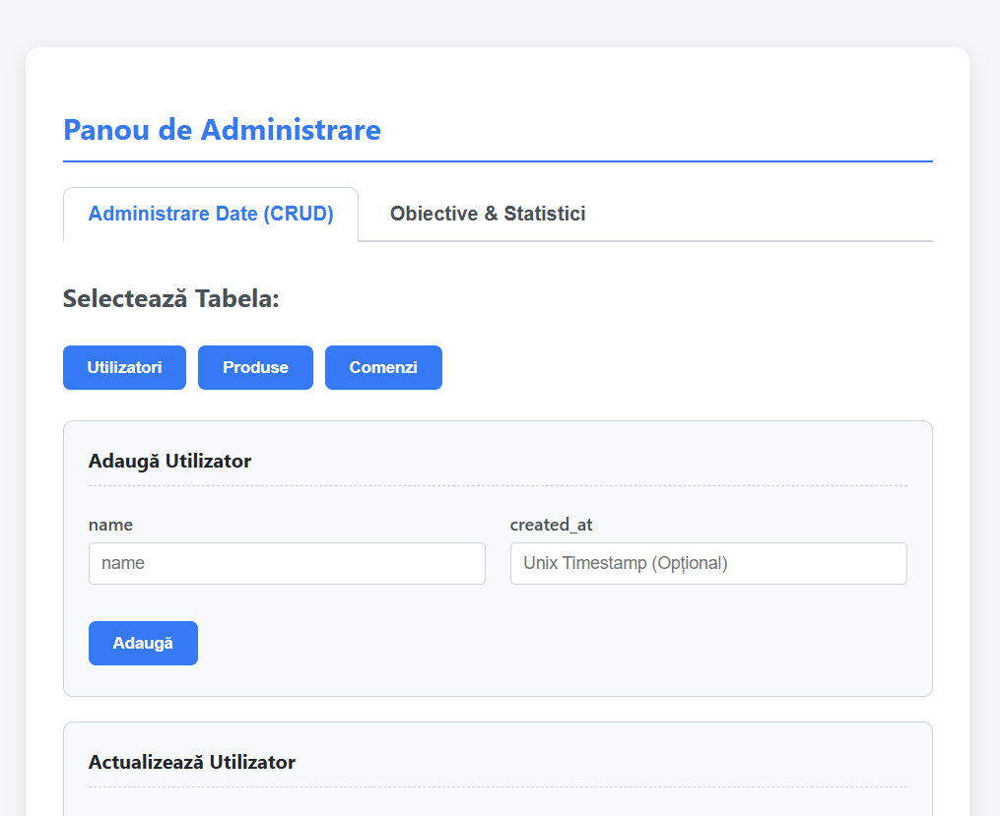 Panou de Administrare
Administrare Date (CRUD) Obiective & Statistici
Selectează Tabela:
Utilizatori Produse Comenzi
Adaugă Utilizator
name created_at
name Unix Timestamp (Opțional)
Adaugă
Actualizează Utilizator